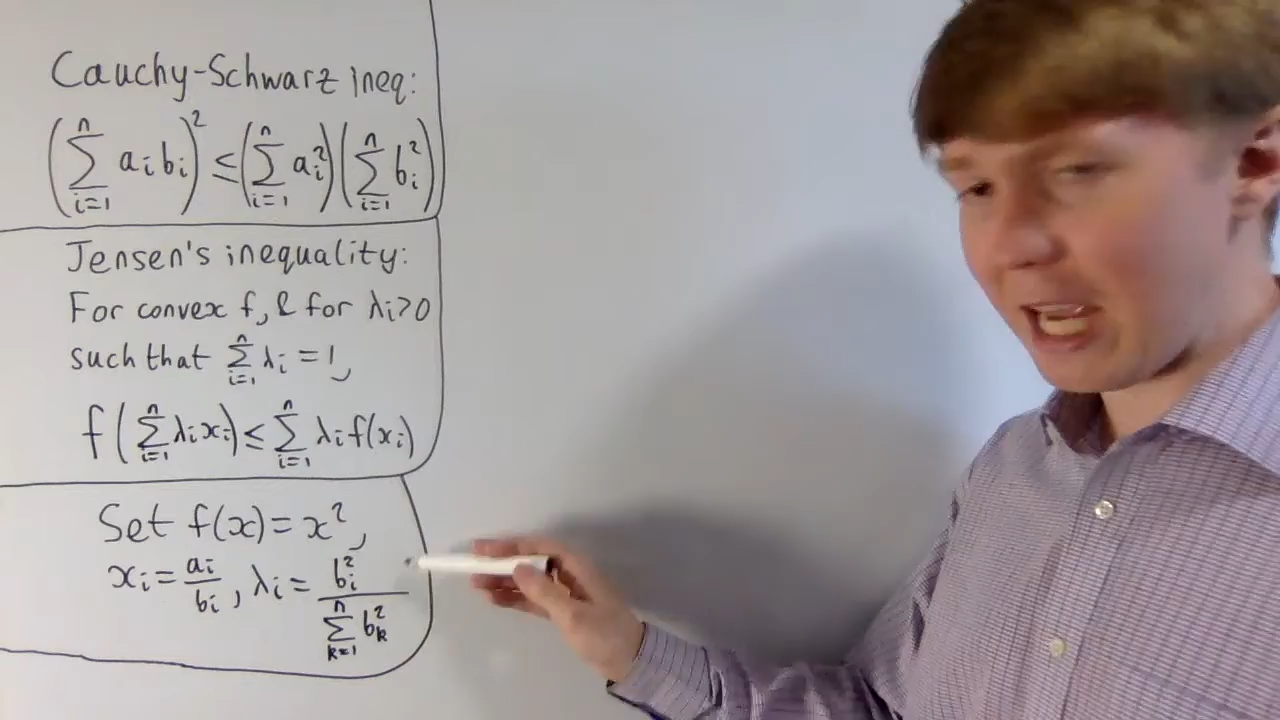 Cauchy-Schwarz ineq:
(∑_{i=1}^{n} a_i b_i)^2 ≤ (∑_{i=1}^{n} a_i^2)(∑_{i=1}^{n} b_i^2)
Jensen's inequality:
For convex f, & for λ_i>0
such that ∑_{i=1}^{n} λ_i = 1,
f(∑_{i=1}^{n} λ_i x_i) ≤ ∑_{i=1}^{n} λ_i f(x_i)
Set f(x) = x^2,
x_i = a_i/b_i, λ_i = b_i^2/∑_{k=1}^{n} b_k^2